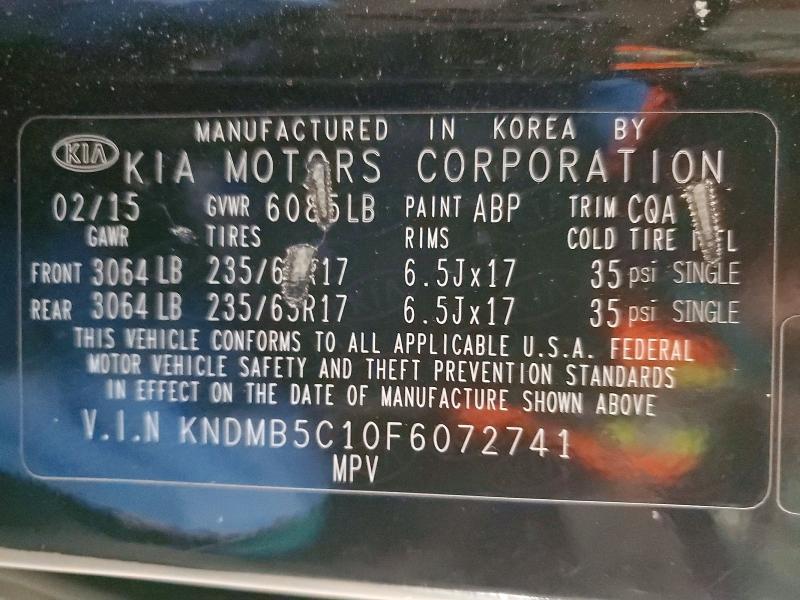 MANUFACTURED IN KOREA BY
KIA KIA MOTORS CORPORATION
02/15 GVWR 6085LB PAINT ABP TRIM CQA
GAWR TIRES RIMS COLD TIRE
FRONT 3064 LB 235/65R17 6.5Jx17 35 psi SINGLE
REAR 3064 LB 235/65R17 6.5Jx17 35 psi SINGLE
THIS VEHICLE CONFORMS TO ALL APPLICABLE U.S.A. FEDERAL
MOTOR VEHICLE SAFETY AND THEFT PREVENTION STANDARDS
IN EFFECT ON THE DATE OF MANUFACTURE SHOWN ABOVE
V.I.N KNDMB5C10F6072741
MPV